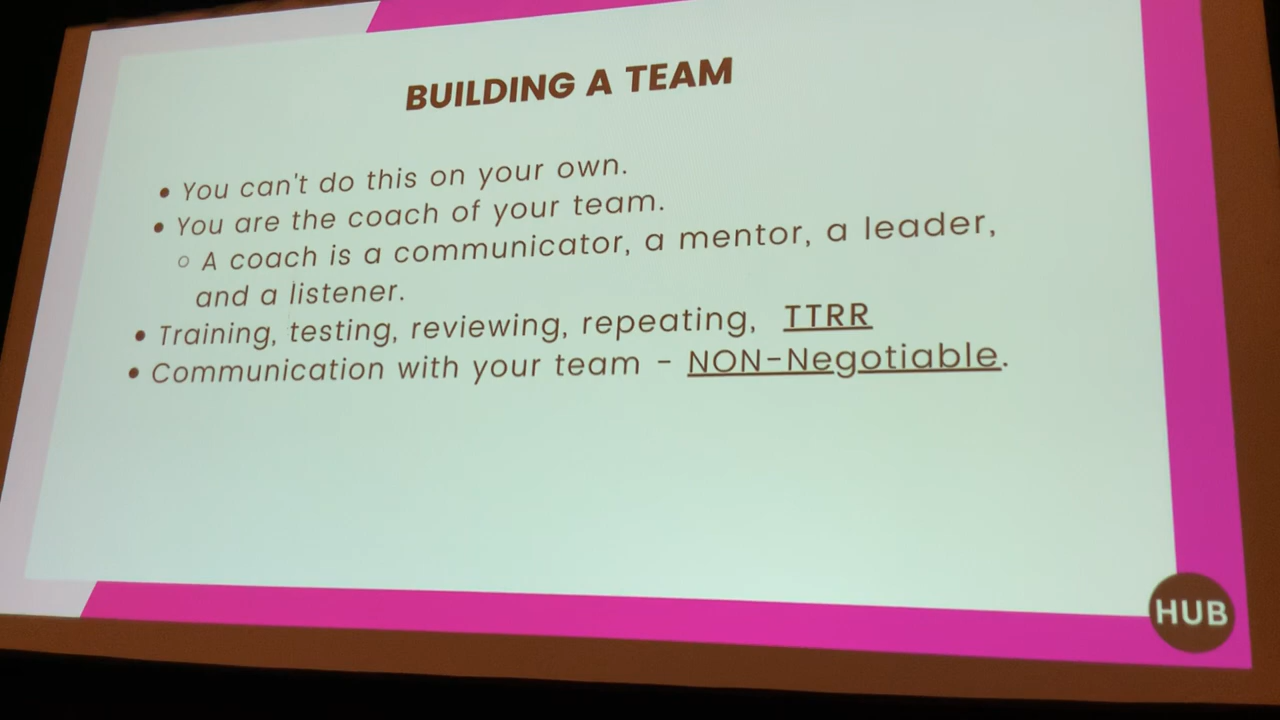 BUILDING A TEAM
• You can't do this on your own.
• You are the coach of your team.
○ A coach is a communicator, a mentor, a leader,
and a listener.
• Training, testing, reviewing, repeating, TTRR
• Communication with your team - NON-Negotiable.
HUB